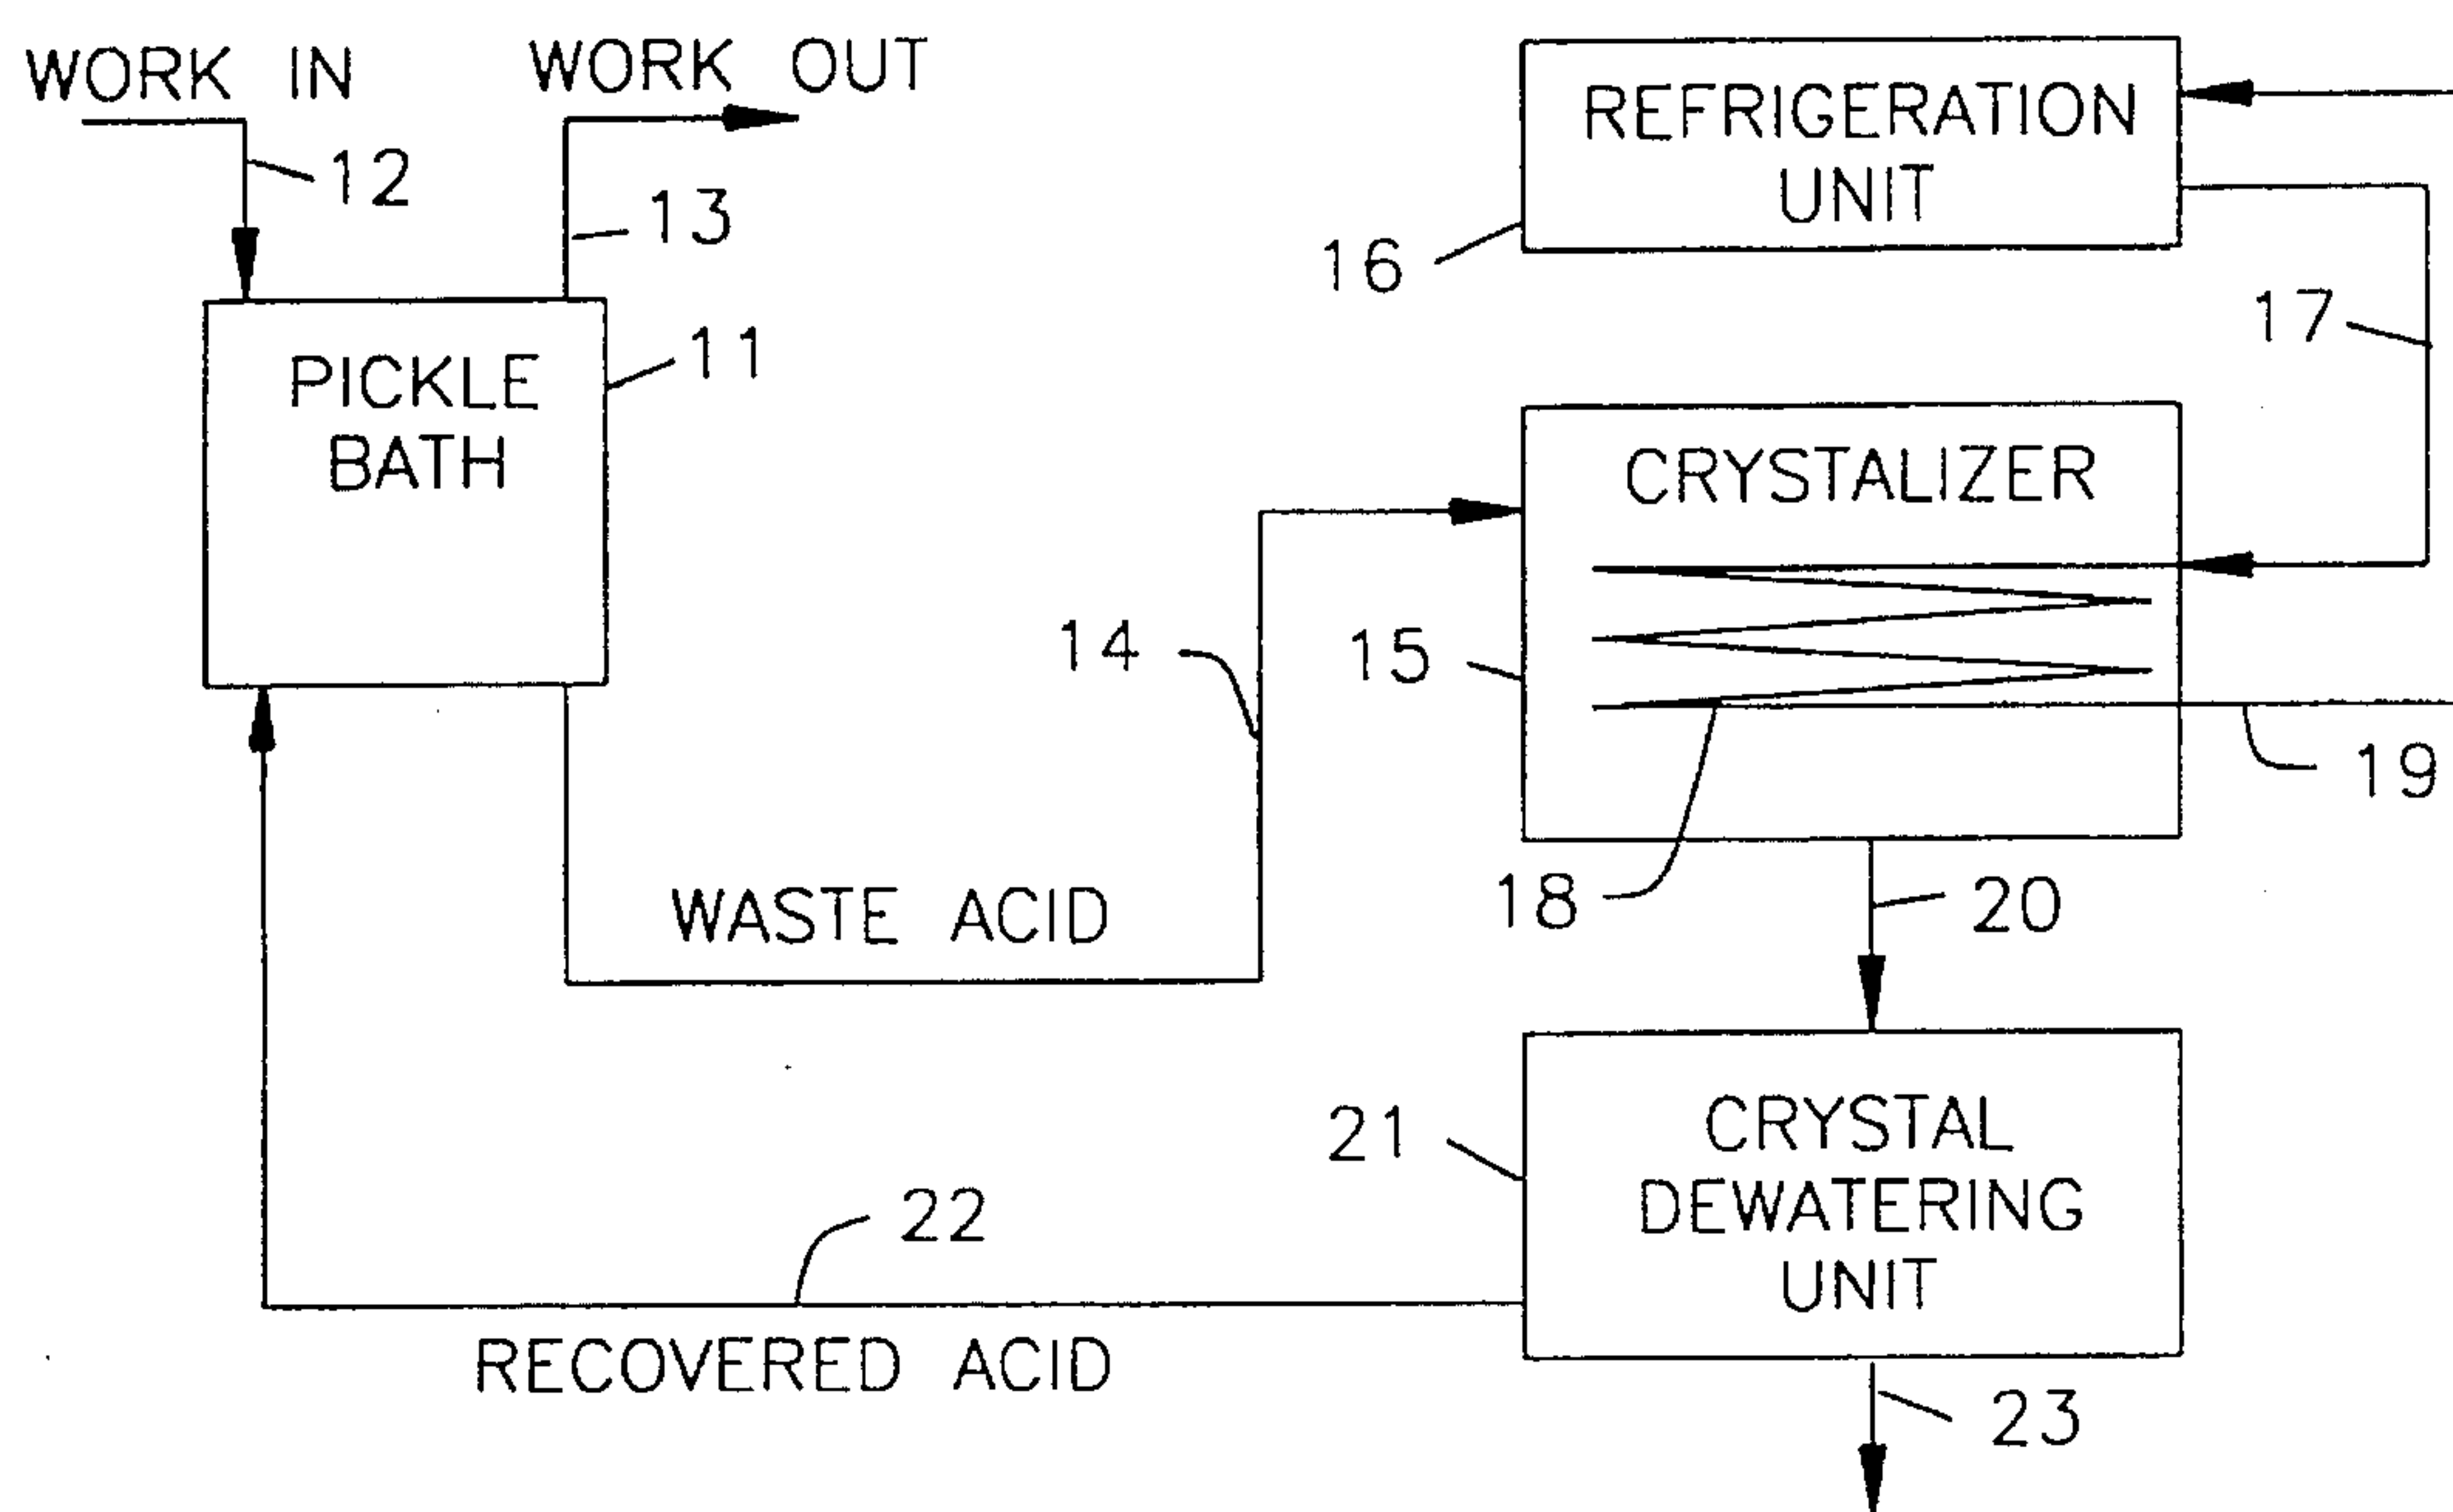 WORK IN
WORK OUT
12
13
PICKLE
BATH
11
REFRIGERATION
UNIT
16
17
CRYSTALIZER
14
15
18
19
WASTE ACID
20
CRYSTAL
DEWATERING
UNIT
21
22
RECOVERED ACID
23